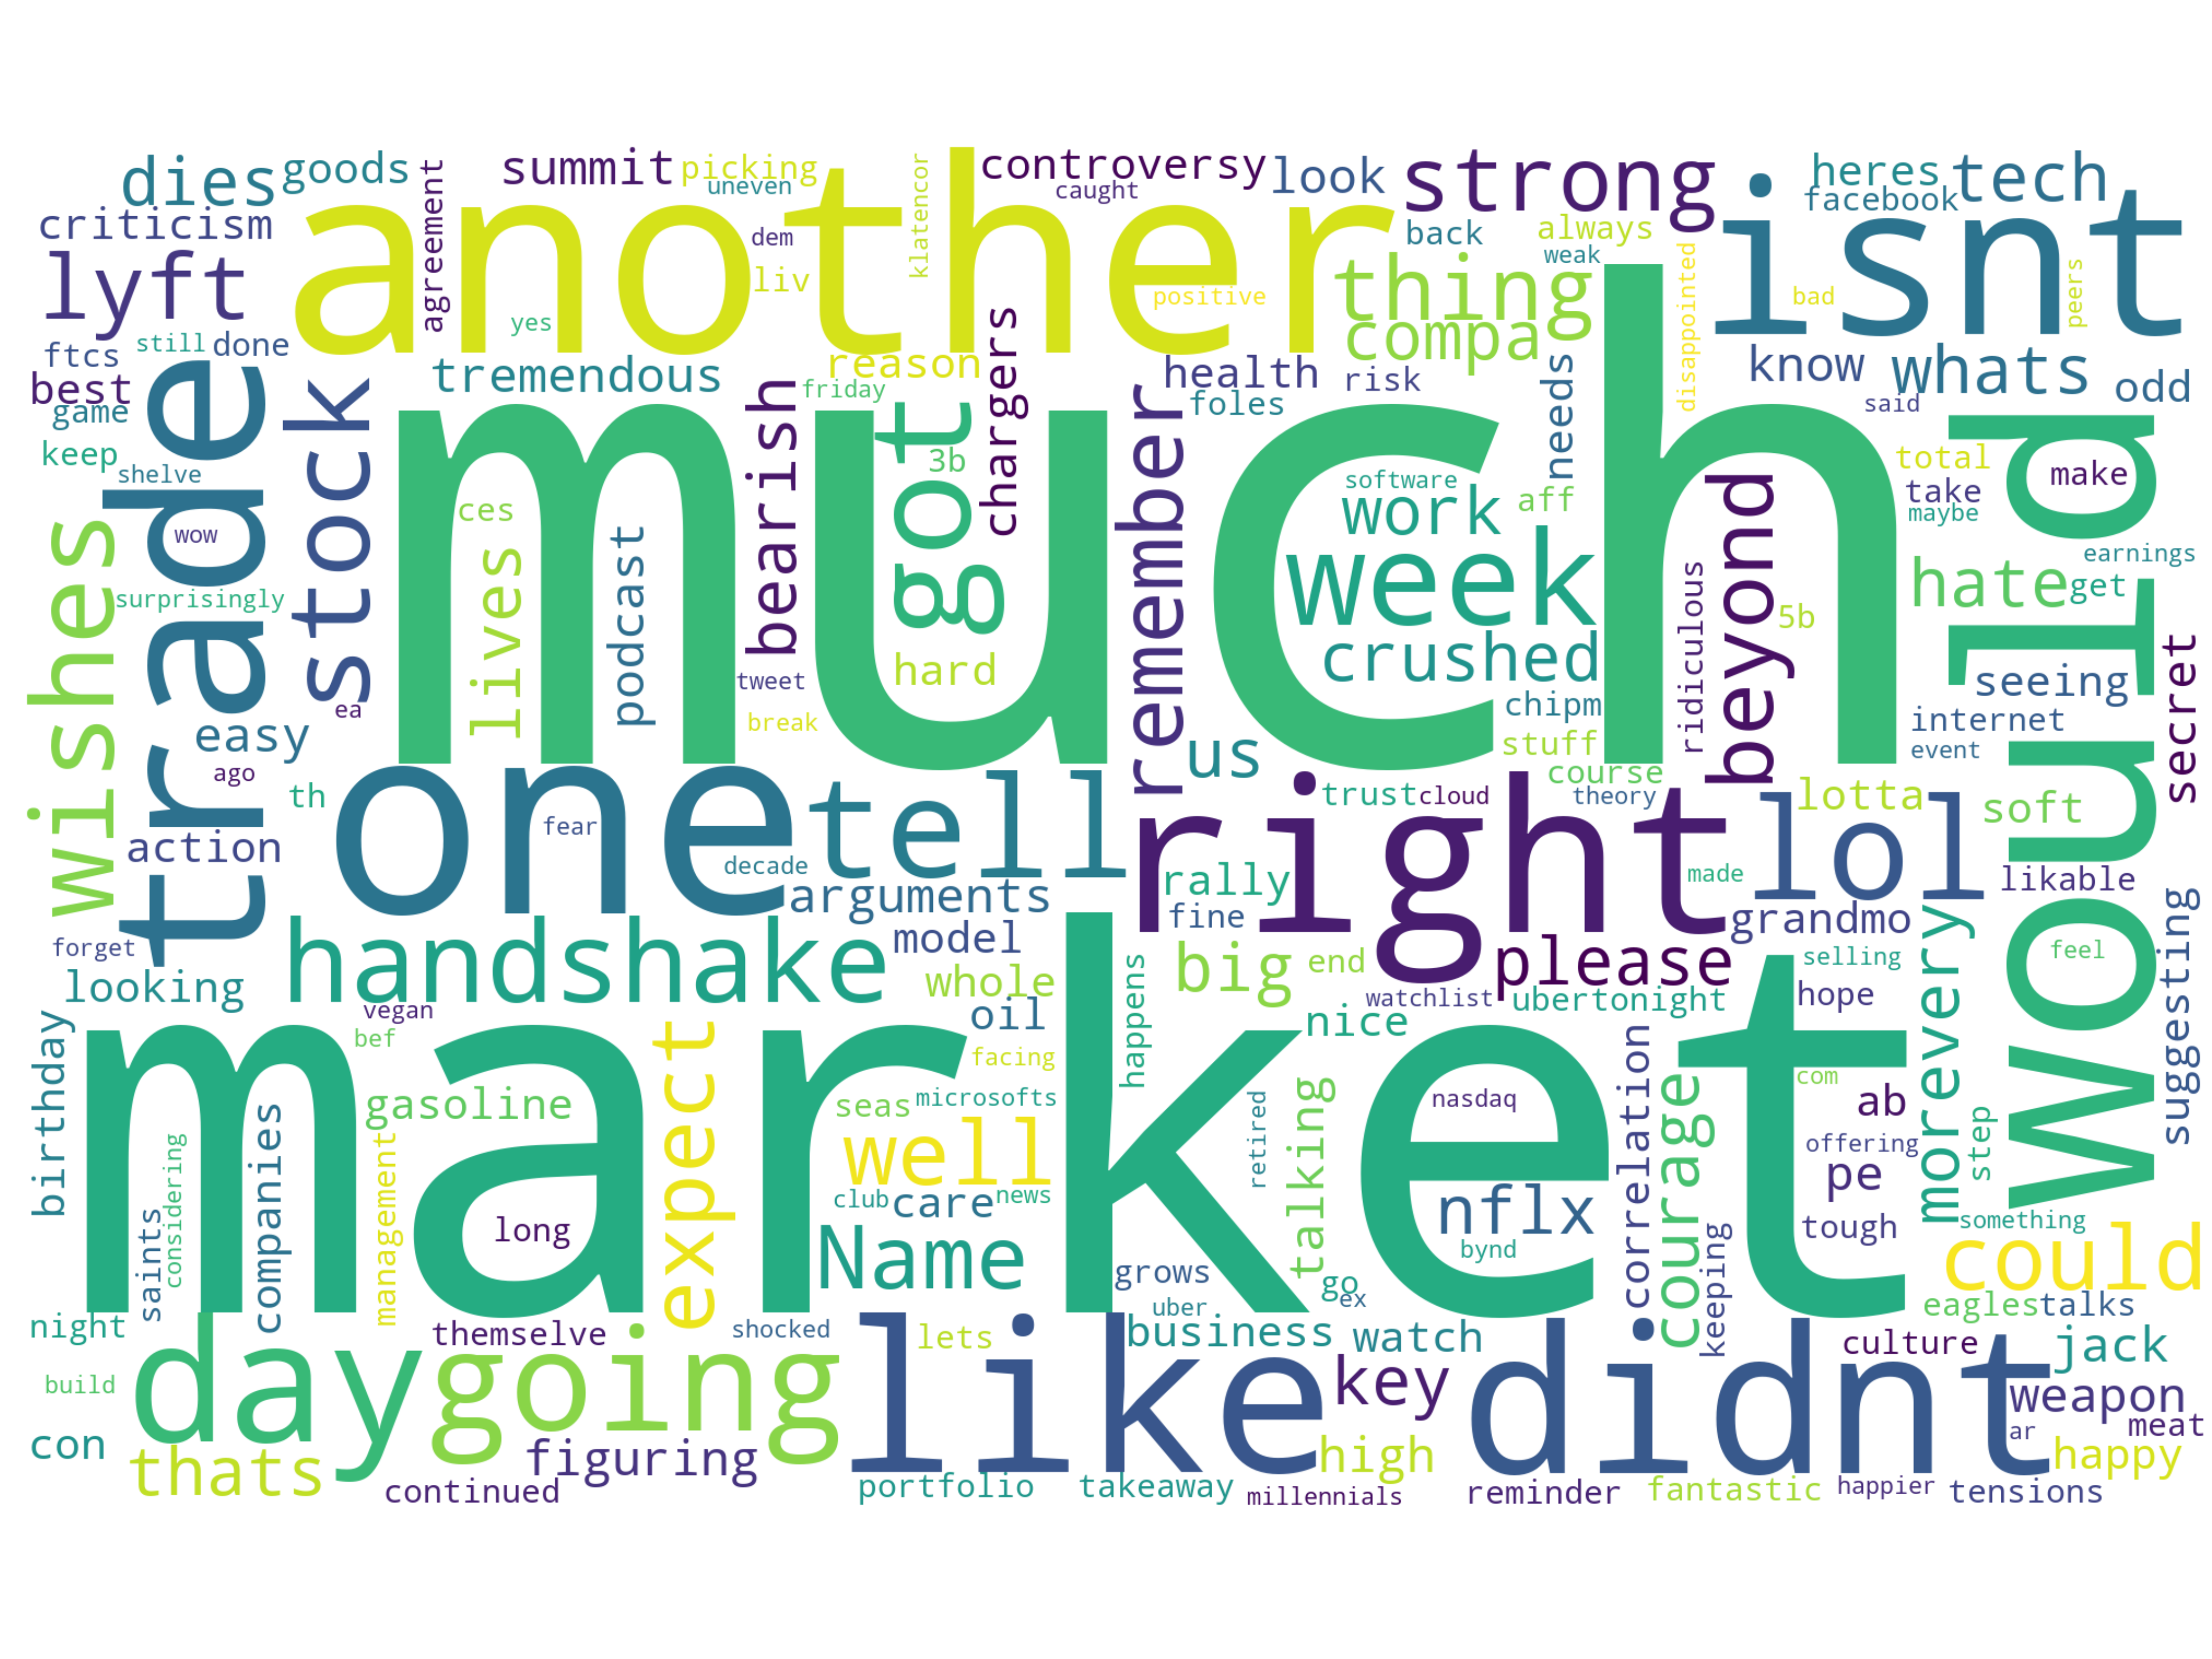 dies
goods
summit
picking
uneven
klatencor
controversy
caught
look
strong
heres
tech
facebook
criticism
agreement
another
dem
liv
positive
back
always
weak
isnt
lyft
yes
thing
compa
disappointed
bad
peers
ftcs
still
done
best
game
keep
shelve
trade
stock
tremendous
reason
friday
bearish
got
chargers
remember
health
risk
foles
needs
know
whats
odd
said
much
wow
surprisingly
wishes
ces
lives
podcast
3b
hard
tweet
break
software
work
aff
week
crushed
chipm
stuff
ridiculous
beyond
5b
total
take
maybe
make
would
earnings
hate
get
seeing
internet
event
secret
easy
ea
ago
th
action
us
course
trust
cloud
theory
lotta
soft
one
fear
tell
decade
arguments
right
rally
fine
made
lol
likable
grandmo
forget
looking
handshake
model
whole
oil
vegan
bef
facing
big
end
please
happens
watchlist
ubertonight
nice
selling
hope
feel
suggesting
morevery
birthday
market
gasoline
expect
seas
microsofts
well
club
care
news
Name
long
companies
management
considering
saints
retired
talking
nasdaq
nflx
bynd
correlation
courage
keeping
com
ab
offering
pe
tough
step
something
could
grows
uber
go
ex
eagles
talks
night
build
day
going
themselve
shocked
lets
like
business
watch
key
didnt
culture
jack
weapon
meat
ar
con
thats
figuring
continued
portfolio
takeaway
high
millennials
reminder
fantastic
happier
happy
tensions